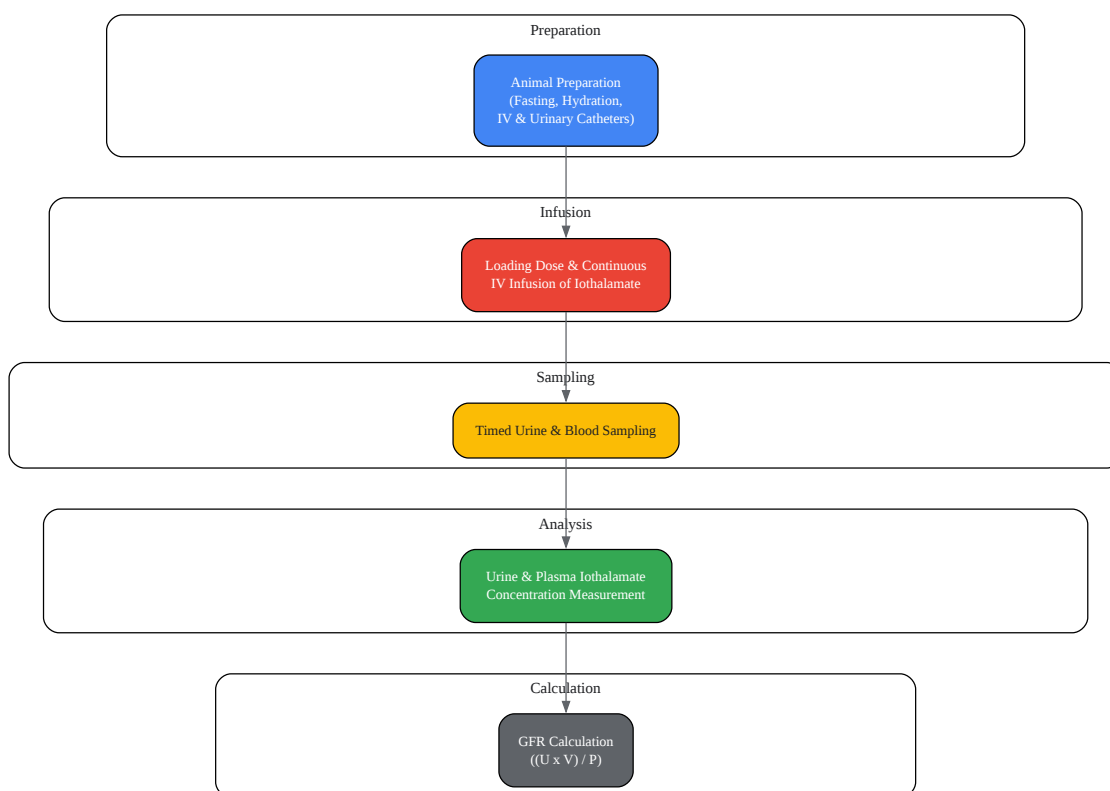 Preparation
Animal Preparation
(Fasting, Hydration,
IV & Urinary Catheters)
Infusion
Loading Dose & Continuous
IV Infusion of Iothalamate
Sampling
Timed Urine & Blood Sampling
Analysis
Urine & Plasma Iothalamate
Concentration Measurement
Calculation
GFR Calculation
((U x V) / P)